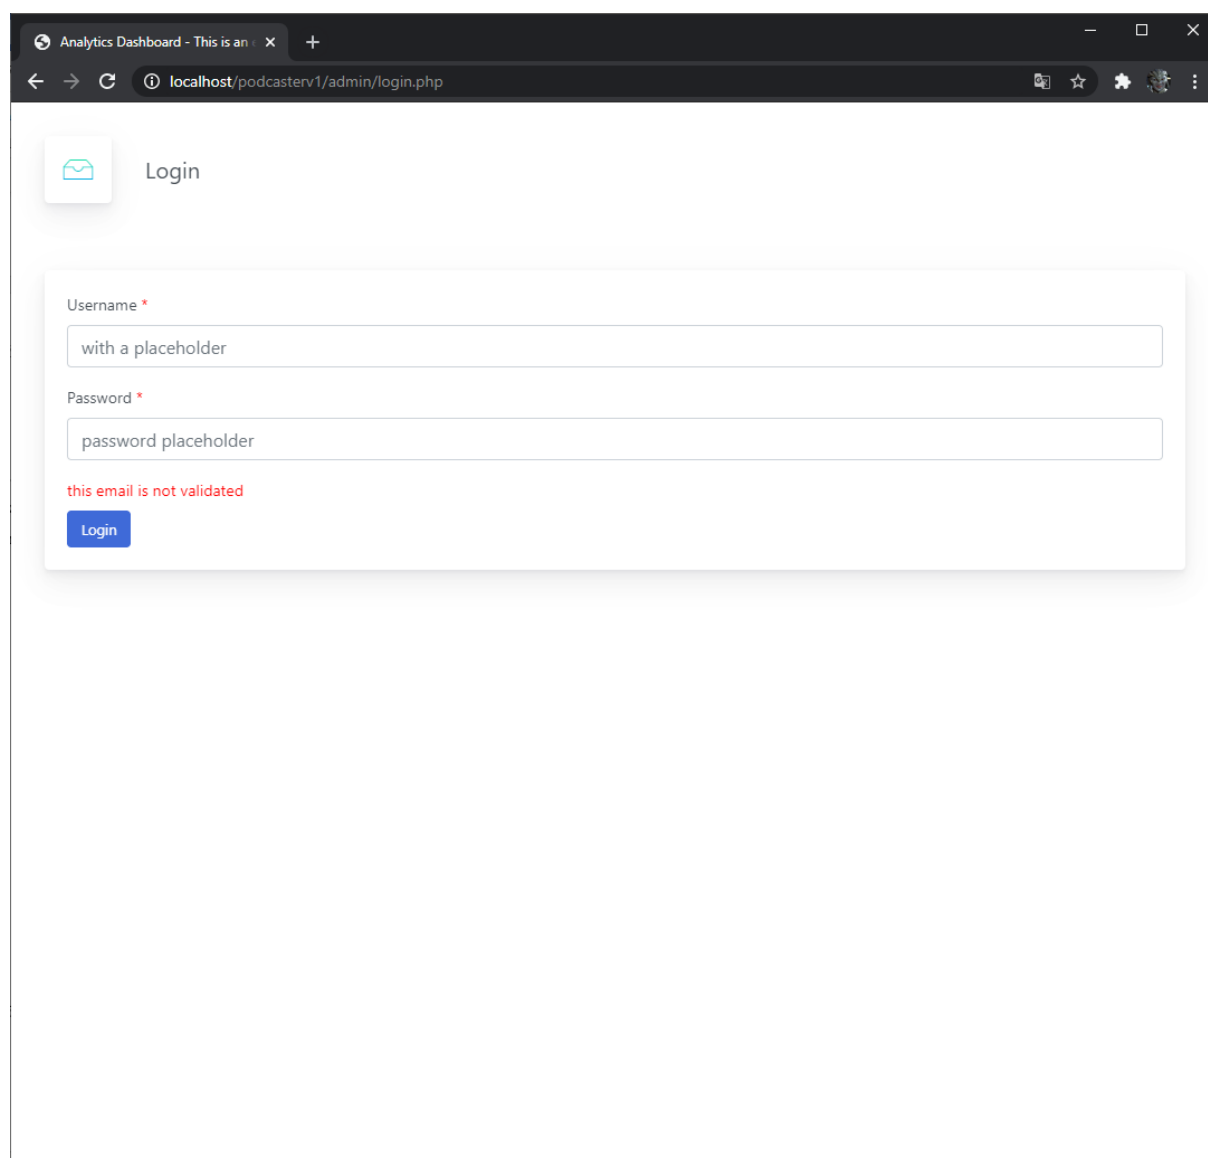 Analytics Dashboard - This is an
localhost/podcasterv1/admin/login.php
Login
Username *
with a placeholder
Password *
password placeholder
this email is not validated
Login